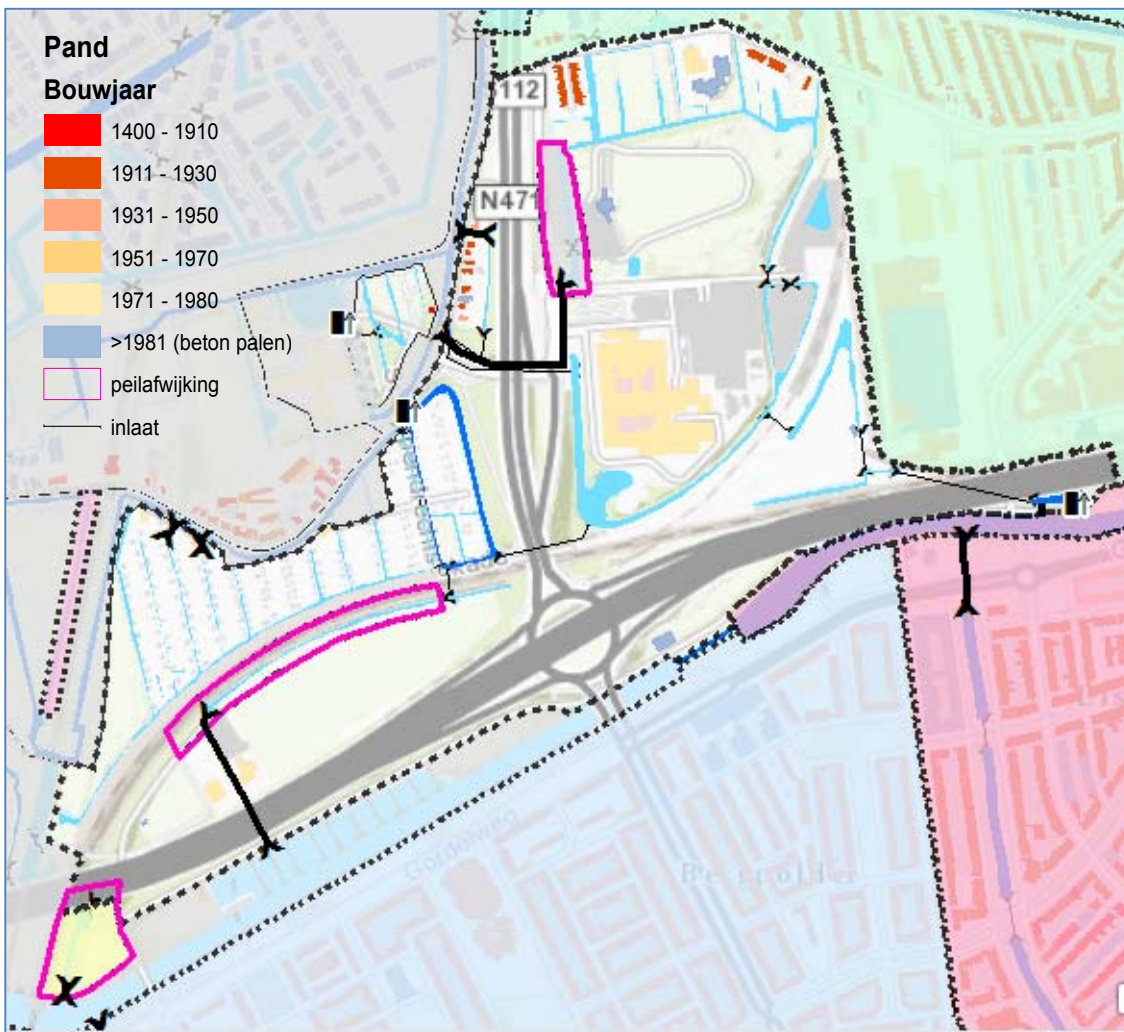 Pand
Bouwjaar
1400 - 1910
1911 - 1930
1931 - 1950
1951 - 1970
1971 - 1980
>1981 (beton palen)
peilafwijking
inlaat
112
N471
Gordelweg